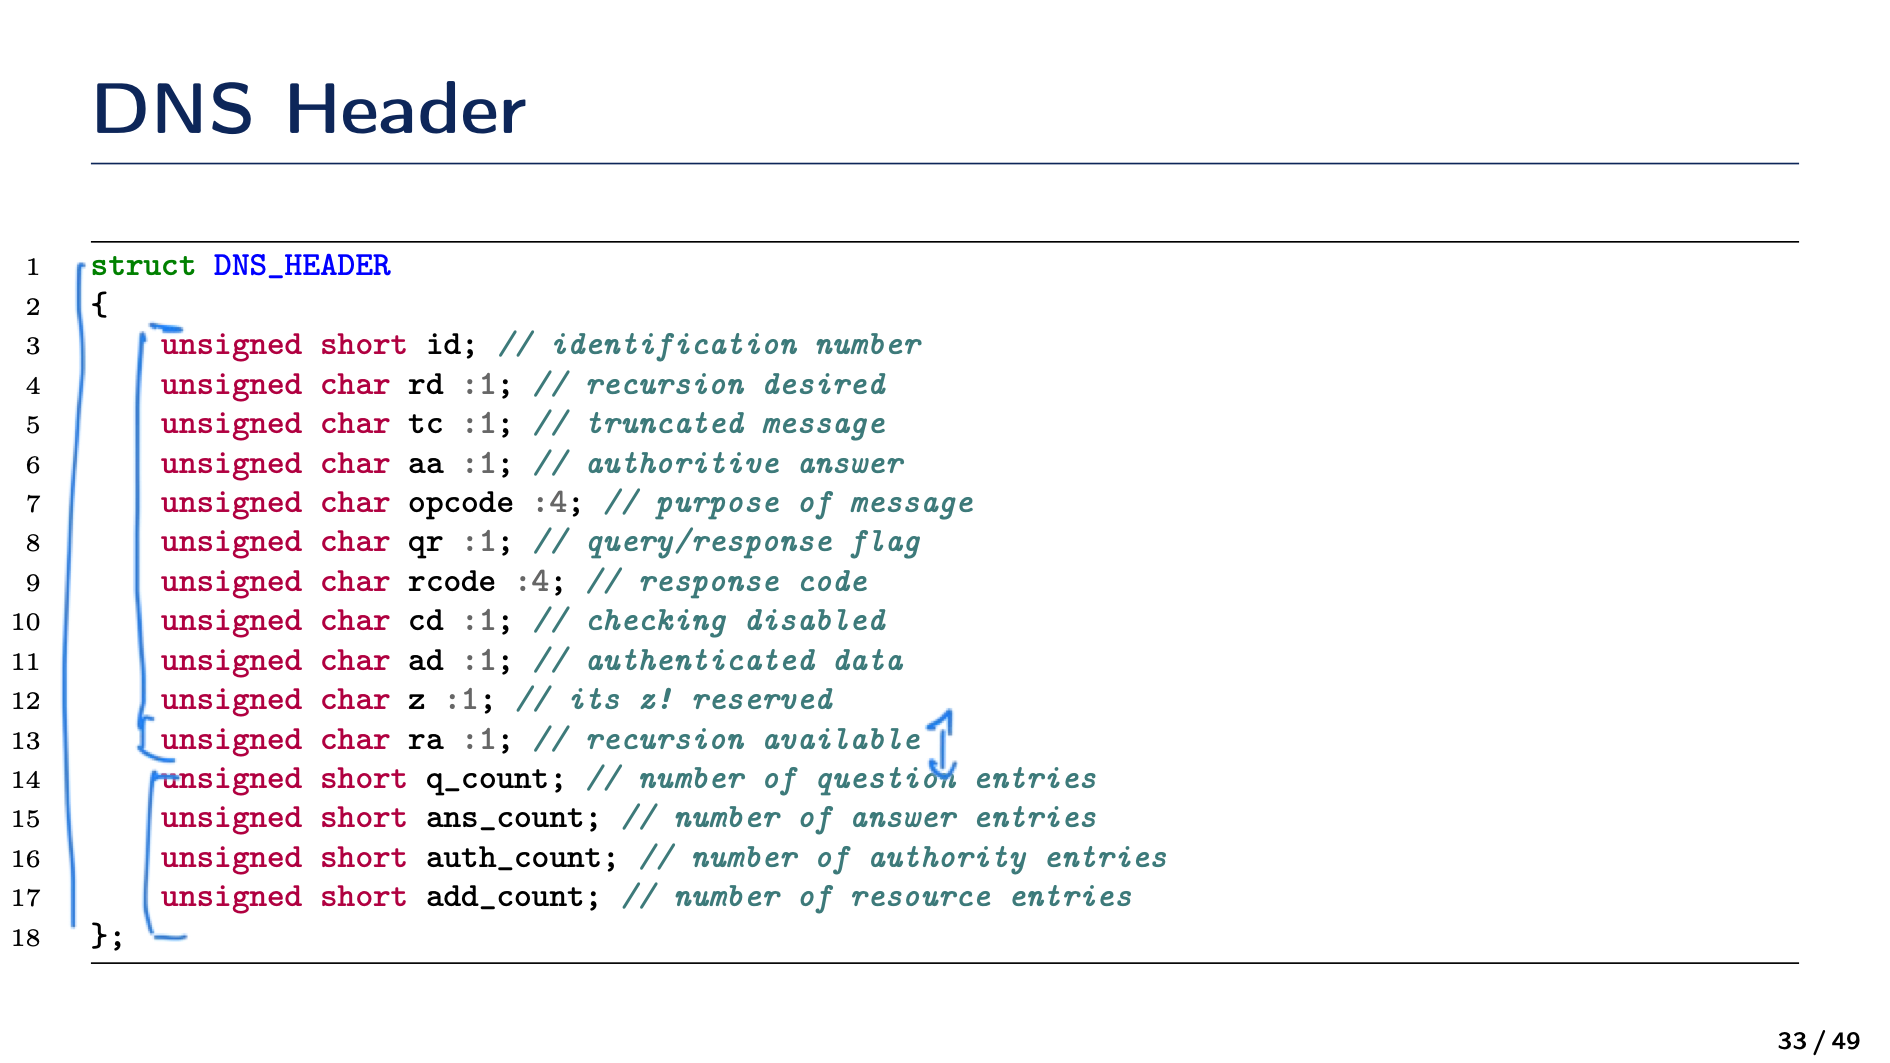 DNS Header
1 struct DNS_HEADER
2 {
3 unsigned short id; // identification number
4 unsigned char rd :1; // recursion desired
5 unsigned char tc :1; // truncated message
6 unsigned char aa :1; // authoritive answer
7 unsigned char opcode :4; // purpose of message
8 unsigned char qr :1; // query/response flag
9 unsigned char rcode :4; // response code
10 unsigned char cd :1; // checking disabled
11 unsigned char ad :1; // authenticated data
12 unsigned char z :1; // its z! reserved
13 unsigned char ra :1; // recursion available
14 unsigned short q_count; // number of question entries
15 unsigned short ans_count; // number of answer entries
16 unsigned short auth_count; // number of authority entries
17 unsigned short add_count; // number of resource entries
18 };
33 / 49